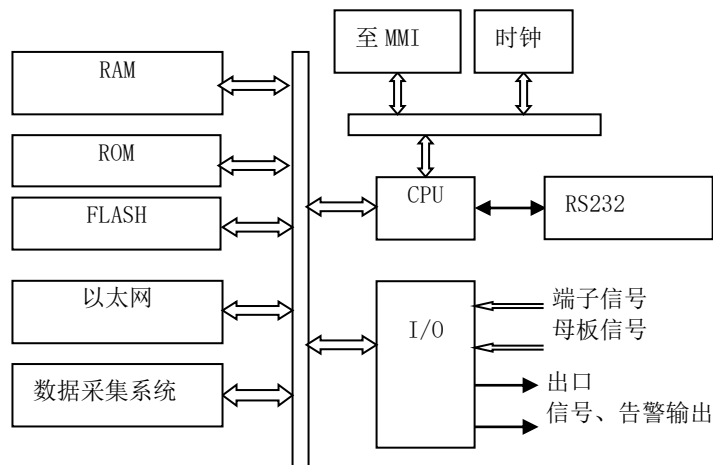 至 MMI
时钟
RAM
ROM
CPU
RS232
FLASH
以太网
I/O
端子信号
母板信号
数据采集系统
出口
信号、告警输出